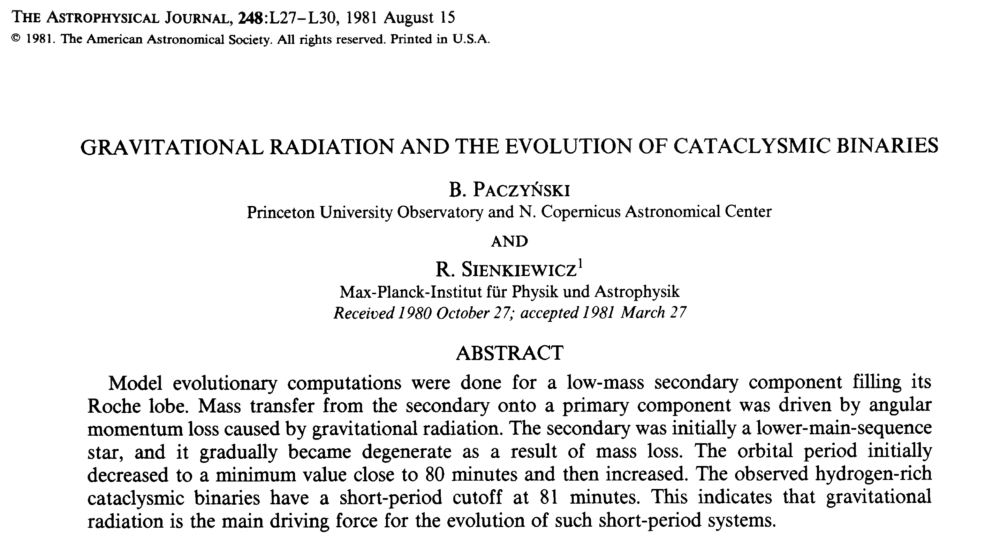 THE ASTROPHYSICAL JOURNAL, 248:L27–L30, 1981 August 15
© 1981. The American Astronomical Society. All rights reserved. Printed in U.S.A.
GRAVITATIONAL RADIATION AND THE EVOLUTION OF CATACLYSMIC BINARIES
B. PACZYŃSKI
Princeton University Observatory and N. Copernicus Astronomical Center
AND
R. SIENKIEWICZ¹
Max-Planck-Institut für Physik und Astrophysik
Received 1980 October 27; accepted 1981 March 27
ABSTRACT
Model evolutionary computations were done for a low-mass secondary component filling its
Roche lobe. Mass transfer from the secondary onto a primary component was driven by angular
momentum loss caused by gravitational radiation. The secondary was initially a lower-main-sequence
star, and it gradually became degenerate as a result of mass loss. The orbital period initially
decreased to a minimum value close to 80 minutes and then increased. The observed hydrogen-rich
cataclysmic binaries have a short-period cutoff at 81 minutes. This indicates that gravitational
radiation is the main driving force for the evolution of such short-period systems.